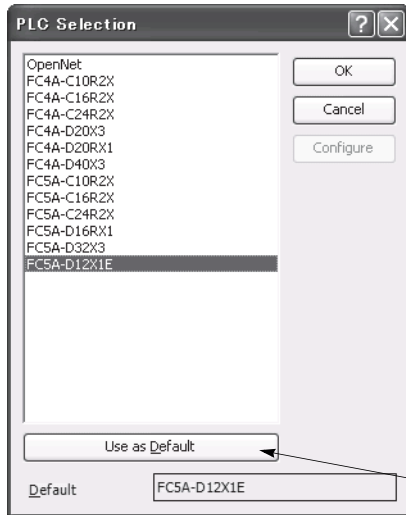 PLC Selection
OpenNet
FC4A-C10R2X
FC4A-C16R2X
FC4A-C24R2X
FC4A-D20X3
FC4A-D20RX1
FC4A-D40X3
FC5A-C10R2X
FC5A-C16R2X
FC5A-C24R2X
FC5A-D16RX1
FC5A-D32X3
FC5A-D12X1E
OK
Cancel
Configure
Use as Default
Default
FC5A-D12X1E